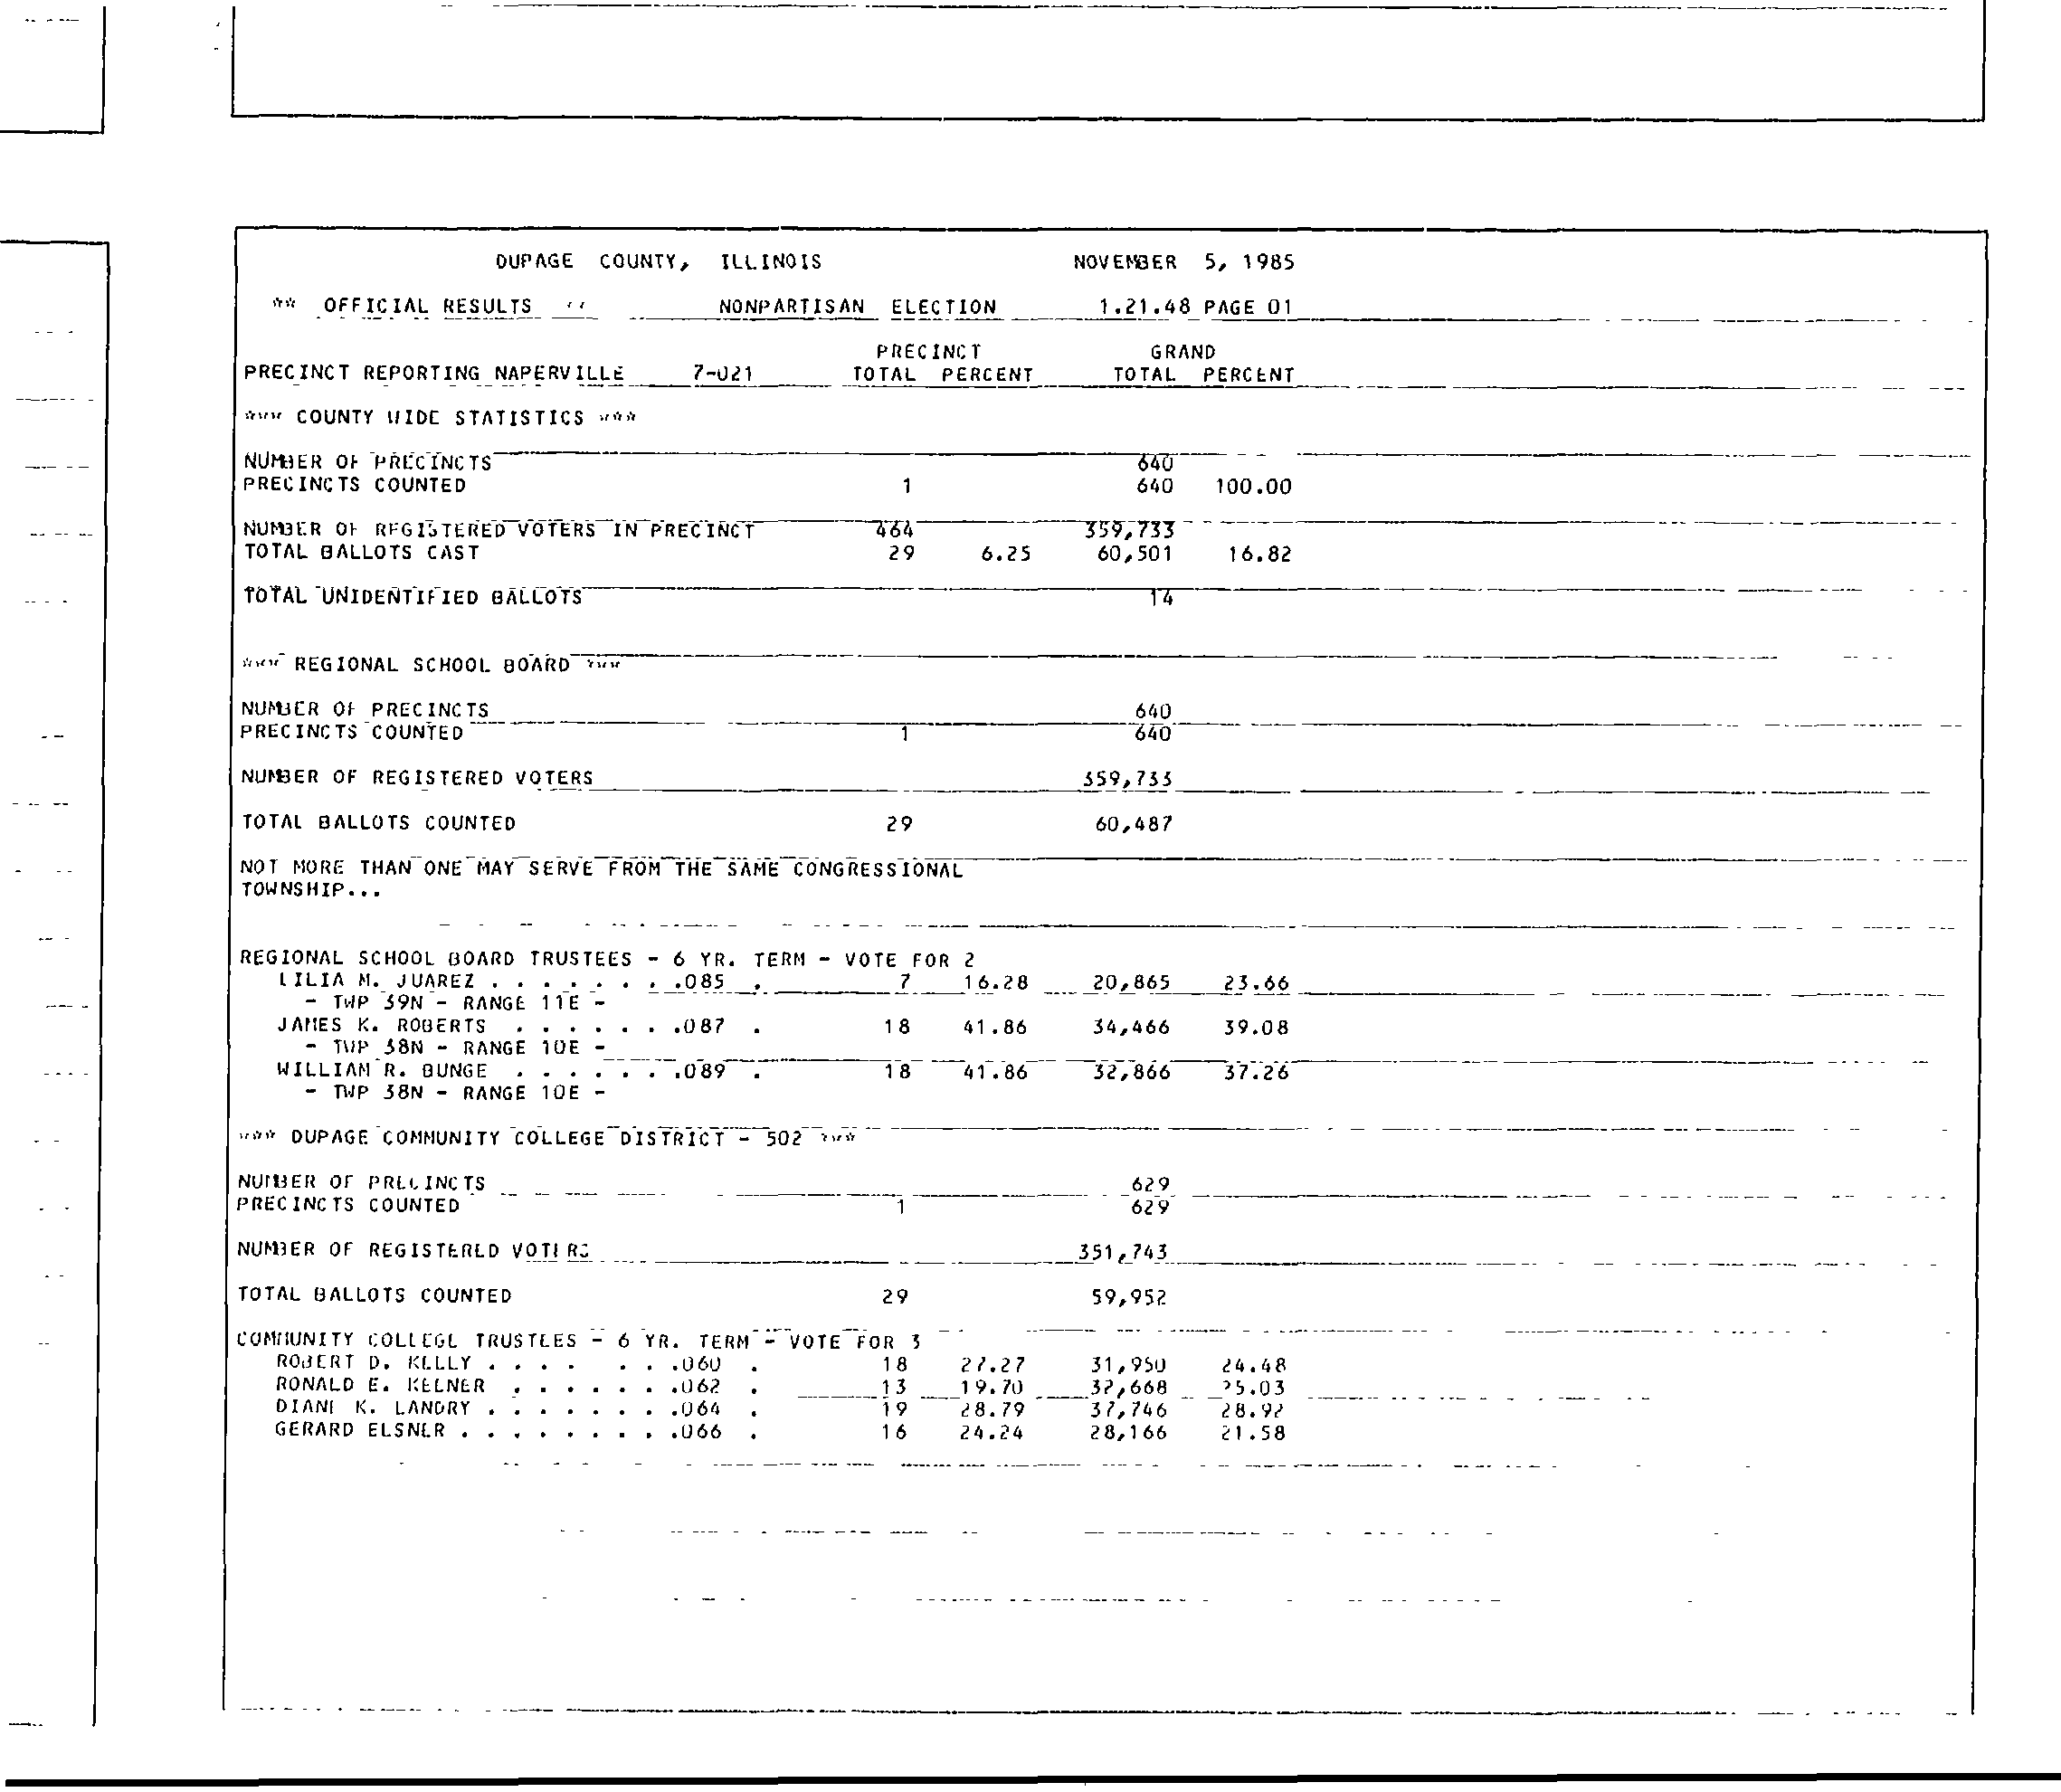 DUPAGE COUNTY, ILLINOIS NOVEMBER 5, 1985
** OFFICIAL RESULTS ** NONPARTISAN ELECTION 1.21.48 PAGE 01
PRECINCT GRAND
PRECINCT REPORTING NAPERVILLE 7-021 TOTAL PERCENT TOTAL PERCENT
*** COUNTY WIDE STATISTICS ***
NUMBER OF PRECINCTS 640
PRECINCTS COUNTED 1 640 100.00
NUMBER OF REGISTERED VOTERS IN PRECINCT 464 359,733
TOTAL BALLOTS CAST 29 6.25 60,501 16.82
TOTAL UNIDENTIFIED BALLOTS 14
*** REGIONAL SCHOOL BOARD ***
NUMBER OF PRECINCTS 640
PRECINCTS COUNTED 1 640
NUMBER OF REGISTERED VOTERS 359,733
TOTAL BALLOTS COUNTED 29 60,487
NOT MORE THAN ONE MAY SERVE FROM THE SAME CONGRESSIONAL
TOWNSHIP...
REGIONAL SCHOOL BOARD TRUSTEES - 6 YR. TERM - VOTE FOR 2
LILIA M. JUAREZ . . . . . . . .085 . 7 16.28 20,865 23.66
- TWP 39N - RANGE 11E -
JAMES K. ROBERTS . . . . . . .087 . 18 41.86 34,466 39.08
- TWP 38N - RANGE 10E -
WILLIAM R. BUNGE . . . . . . .089 . 18 41.86 32,866 37.26
- TWP 38N - RANGE 10E -
*** DUPAGE COMMUNITY COLLEGE DISTRICT - 502 ***
NUMBER OF PRECINCTS 629
PRECINCTS COUNTED 1 629
NUMBER OF REGISTERED VOTERS 351,743
TOTAL BALLOTS COUNTED 29 59,952
COMMUNITY COLLEGE TRUSTEES - 6 YR. TERM - VOTE FOR 3
ROBERT D. KELLY . . . . . . .060 . 18 27.27 31,950 24.48
RONALD E. KEENER . . . . . . .062 . 13 19.70 32,668 25.03
DIANE K. LANDRY . . . . . . . .064 . 19 28.79 37,746 28.92
GERARD ELSNER . . . . . . . . .066 . 16 24.24 28,166 21.58